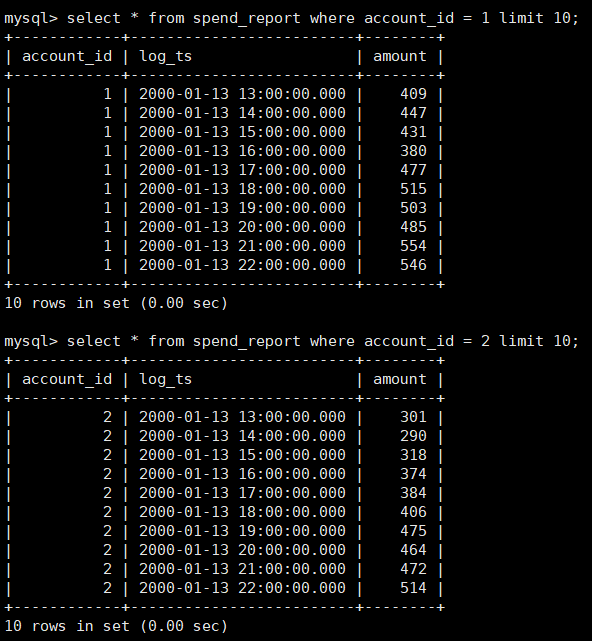 mysql> select * from spend_report where account_id = 1 limit 10;
+------------+-------------------------+--------+
| account_id | log_ts                  | amount |
+------------+-------------------------+--------+
|          1 | 2000-01-13 13:00:00.000 |    409 |
|          1 | 2000-01-13 14:00:00.000 |    447 |
|          1 | 2000-01-13 15:00:00.000 |    431 |
|          1 | 2000-01-13 16:00:00.000 |    380 |
|          1 | 2000-01-13 17:00:00.000 |    477 |
|          1 | 2000-01-13 18:00:00.000 |    515 |
|          1 | 2000-01-13 19:00:00.000 |    503 |
|          1 | 2000-01-13 20:00:00.000 |    485 |
|          1 | 2000-01-13 21:00:00.000 |    554 |
|          1 | 2000-01-13 22:00:00.000 |    546 |
+------------+-------------------------+--------+
10 rows in set (0.00 sec)

mysql> select * from spend_report where account_id = 2 limit 10;
+------------+-------------------------+--------+
| account_id | log_ts                  | amount |
+------------+-------------------------+--------+
|          2 | 2000-01-13 13:00:00.000 |    301 |
|          2 | 2000-01-13 14:00:00.000 |    290 |
|          2 | 2000-01-13 15:00:00.000 |    318 |
|          2 | 2000-01-13 16:00:00.000 |    374 |
|          2 | 2000-01-13 17:00:00.000 |    384 |
|          2 | 2000-01-13 18:00:00.000 |    406 |
|          2 | 2000-01-13 19:00:00.000 |    475 |
|          2 | 2000-01-13 20:00:00.000 |    464 |
|          2 | 2000-01-13 21:00:00.000 |    472 |
|          2 | 2000-01-13 22:00:00.000 |    514 |
+------------+-------------------------+--------+
10 rows in set (0.00 sec)